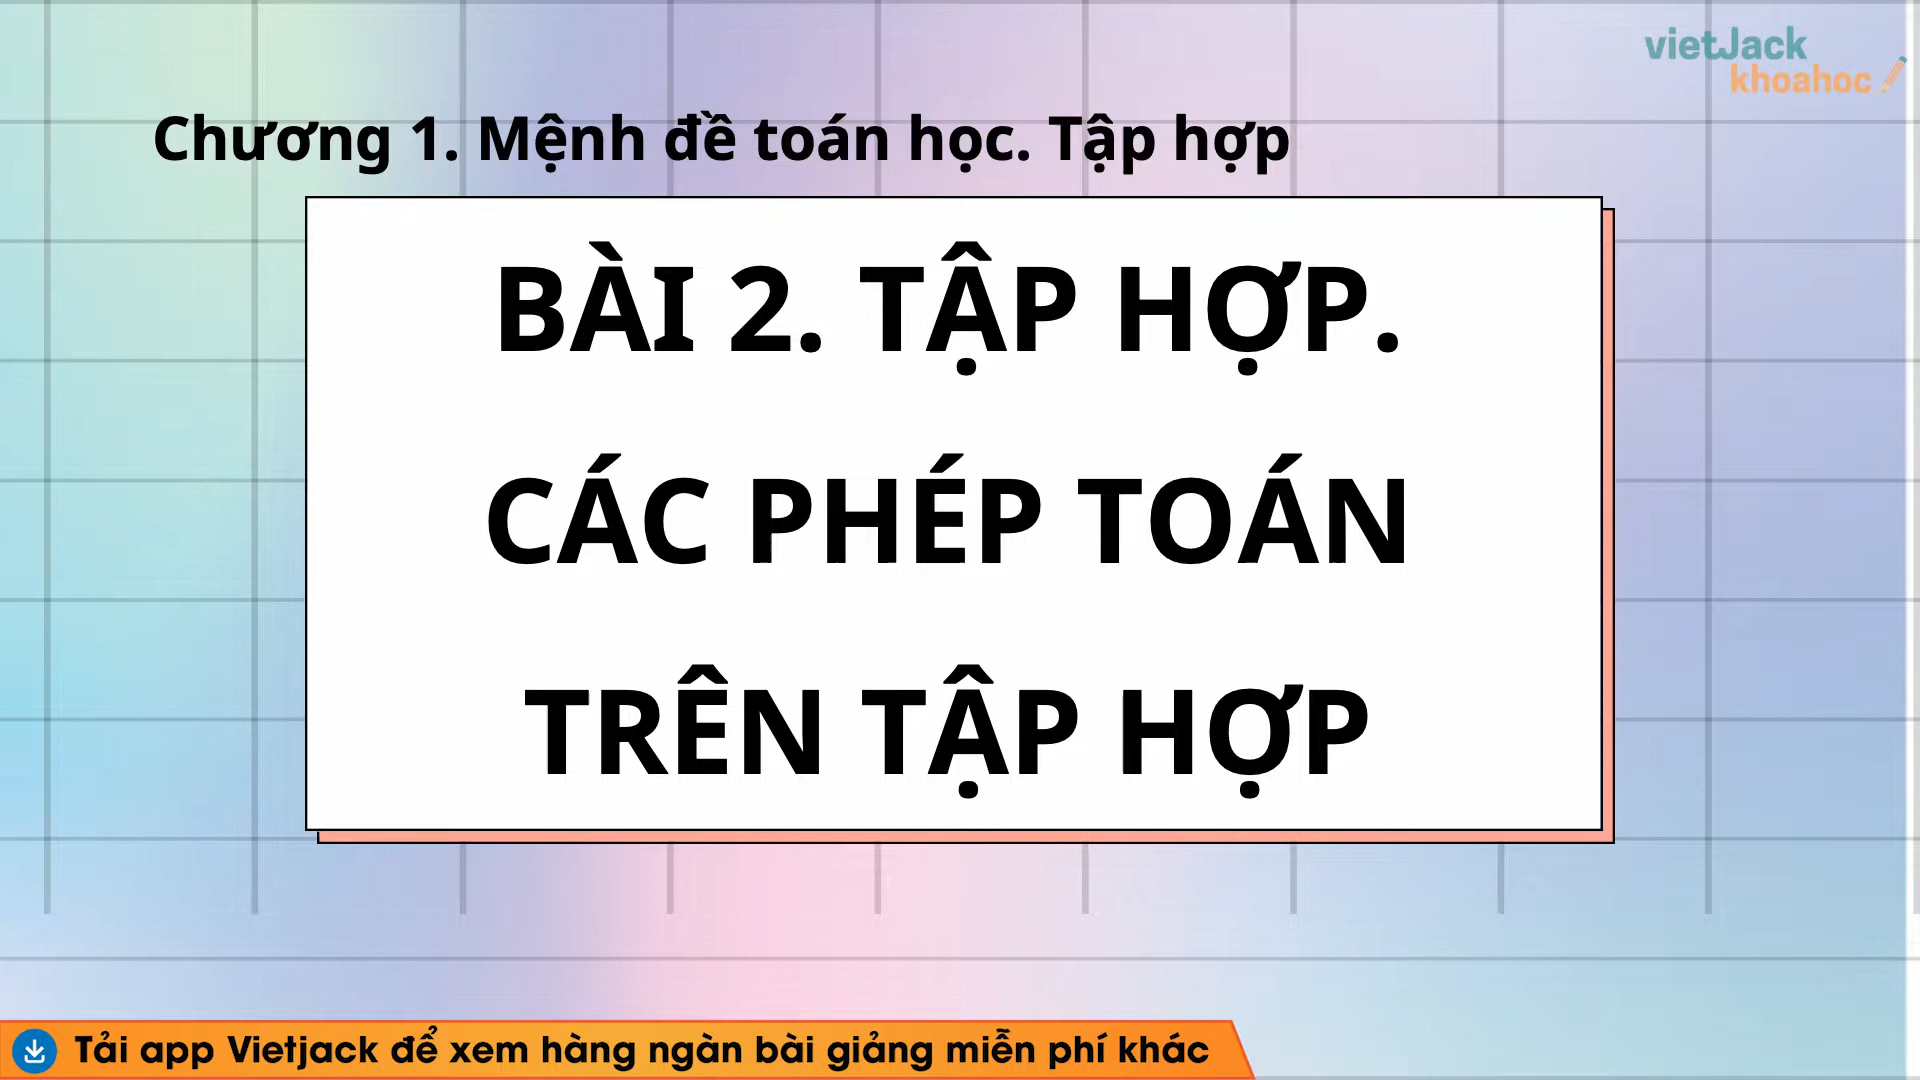 vietJack
khoahoc
Chương 1. Mệnh đề toán học. Tập hợp
BÀI 2. TẬP HỢP.
CÁC PHÉP TOÁN
TRÊN TẬP HỢP
Tải app Vietjack để xem hàng ngàn bài giảng miễn phí khác